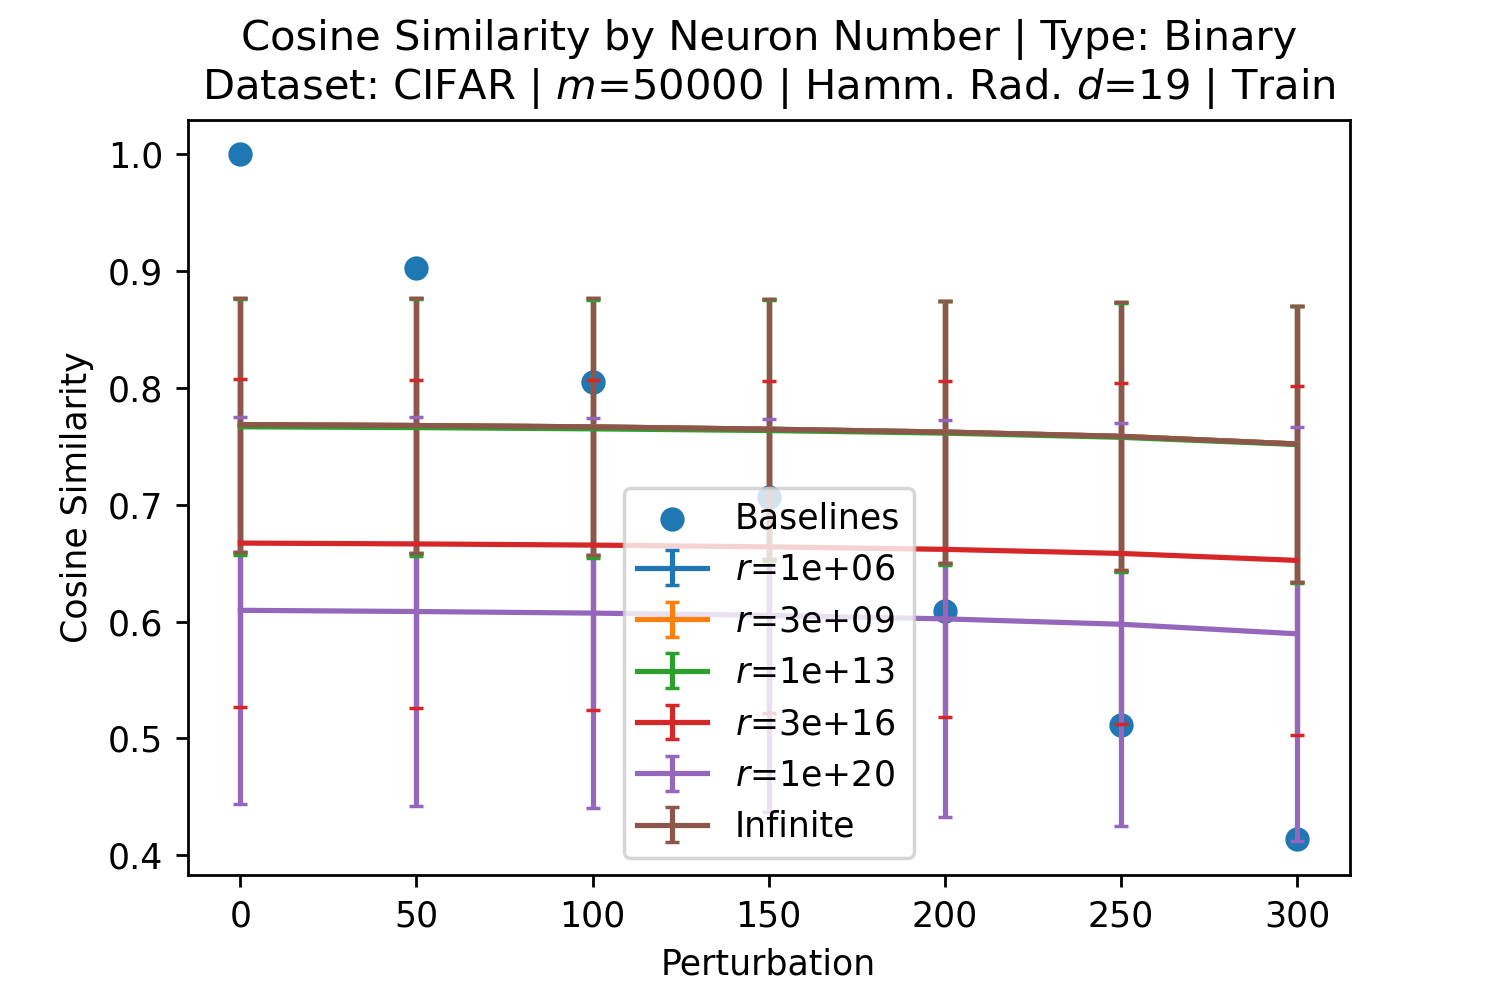 Cosine Similarity by Neuron Number | Type: Binary
Dataset: CIFAR | m=50000 | Hamm. Rad. d=19 | Train
Cosine Similarity
1.0
0.9
0.8
0.7
0.6
0.5
0.4
Baselines
r=1e+06
r=3e+09
r=1e+13
r=3e+16
r=1e+20
Infinite
0 50 100 150 200 250 300
Perturbation